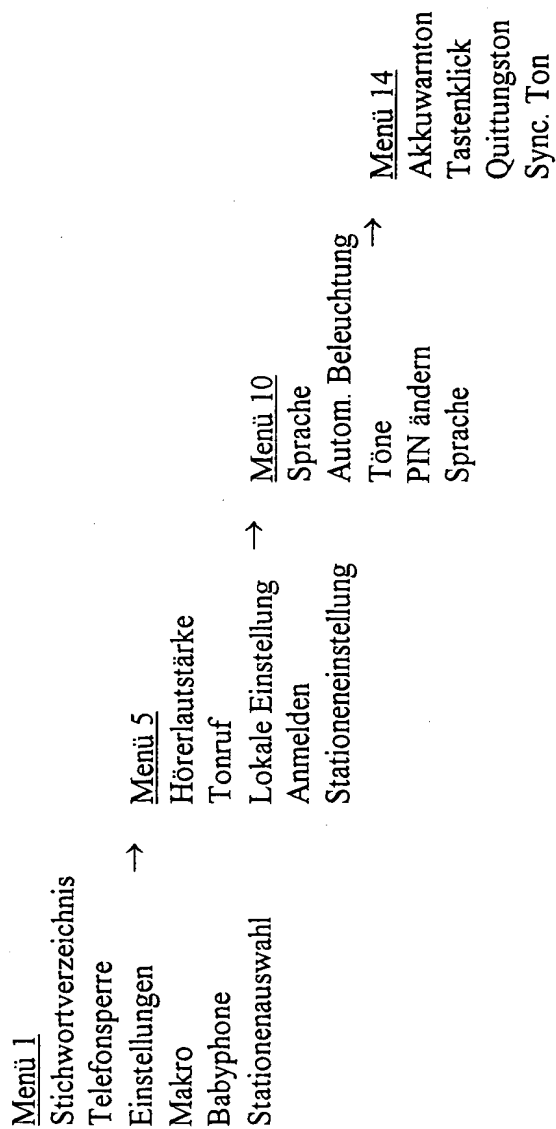 Menü 1
Stichwortverzeichnis
Telefonsperre
Einstellungen →
Makro
Babyphone
Stationenauswahl
Menü 5
Hörerlautstärke
Tonruf
Lokale Einstellung →
Anmelden
Stationeneinstellung
Menü 10
Sprache
Autom. Beleuchtung
Töne →
PIN ändern
Sprache
Menü 14
Akkuwarnton
Tastenklick
Quittungston
Sync. Ton